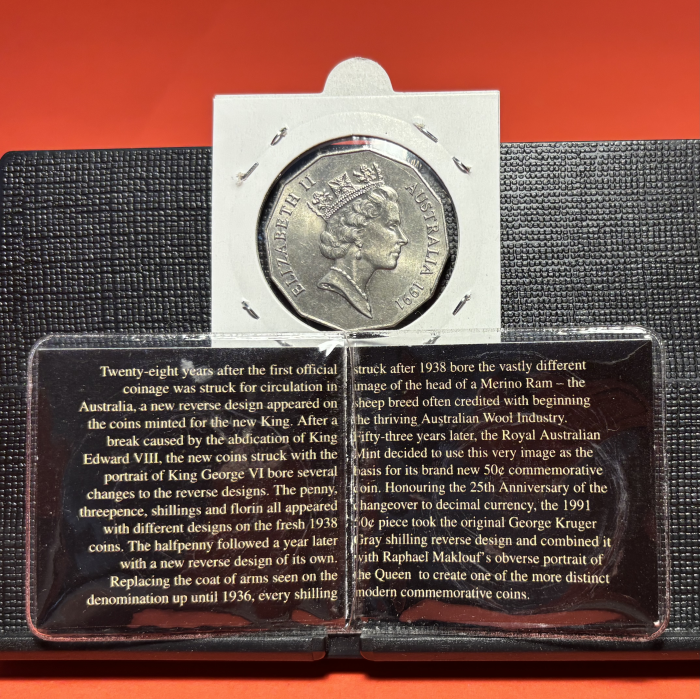 ELIZABETH II AUSTRALIA 1991
Twenty-eight years after the first official
coinage was struck for circulation in
Australia, a new reverse design appeared on
the coins minted for the new King. After a
break caused by the abdication of King
Edward VIII, the new coins struck with the
portrait of King George VI bore several
changes to the reverse designs. The penny,
threepence, shillings and florin all appeared
with different designs on the fresh 1938
coins. The halfpenny followed a year later
with a new reverse design of its own.
Replacing the coat of arms seen on the
denomination up until 1936, every shilling
struck after 1938 bore the vastly different
image of the head of a Merino Ram – the
sheep breed often credited with beginning
the thriving Australian Wool Industry.
Fifty-three years later, the Royal Australian
Mint decided to use this very image as the
basis for its brand new 50¢ commemorative
coin. Honouring the 25th Anniversary of the
changeover to decimal currency, the 1991
50¢ piece took the original George Kruger
Gray shilling reverse design and combined it
with Raphael Maklouf's obverse portrait of
the Queen to create one of the more distinct
modern commemorative coins.